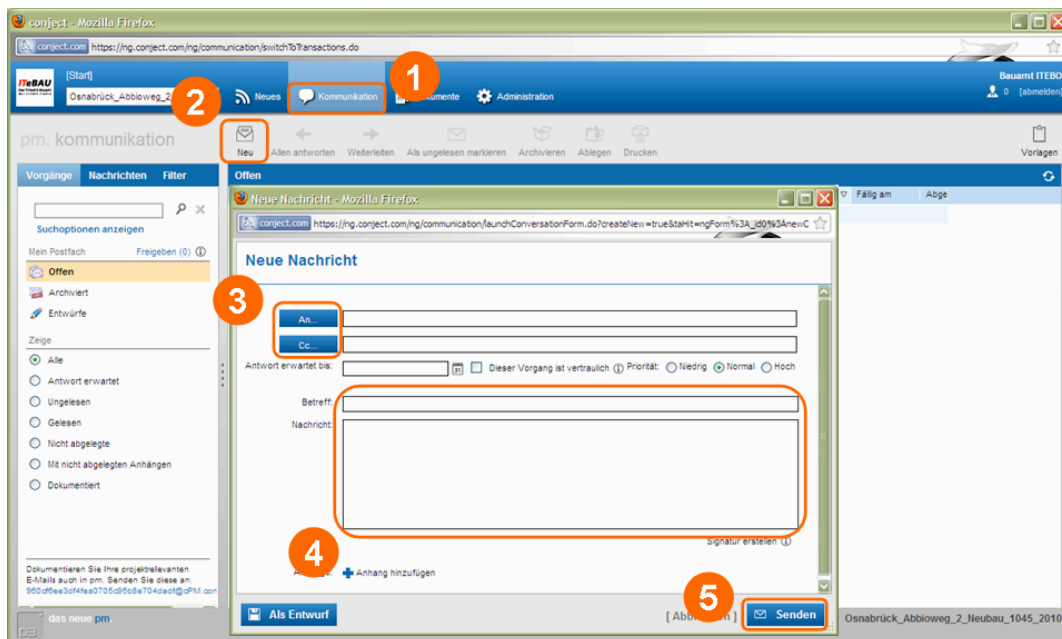 conject - Mozilla Firefox
conject.com https://ng.conject.com/ng/communication/switchToTransactions.do
1
ITeBAU
[Start]
Bauamt ITEBO
Osnabrück_Abbioweg_2
2
Neues
Kommunikation
Administration
0 [abmelden]
pm. kommunikation
Neu
Allen antworten
Weiterleiten
Als ungelesen markieren
Archivieren
Ablegen
Drucken
Vorlagen
Vorgänge
Nachrichten
Filter
Offen
Neue Nachricht - Mozilla Firefox
Fällig am
Abge
conject.com https://ng.conject.com/ng/communication/launchConversationForm.do?createNew=true&taHit=ngForm%3A_id0%3AnewC
Suchoptionen anzeigen
Mein Postfach
Freigeben (0)
Offen
Archiviert
Entwürfe
Zeige
Alle
Antwort erwartet
Ungelesen
Gelesen
Nicht abgelegte
Mit nicht abgelegten Anhängen
Dokumentiert
Neue Nachricht
3
An...
Cc...
Antwort erwartet bis:
Dieser Vorgang ist vertraulich
Priorität:
Niedrig
Normal
Hoch
Betreff:
Nachricht:
Signatur erstellen
4
Anhang hinzufügen
Dokumentieren Sie Ihre projektrelevanten
E-Mails auch in pm. Senden Sie diese an:
5
das neue pm.
Als Entwurf
Senden
Osnabrück_Abbioweg_2_Neubau_1045_2010